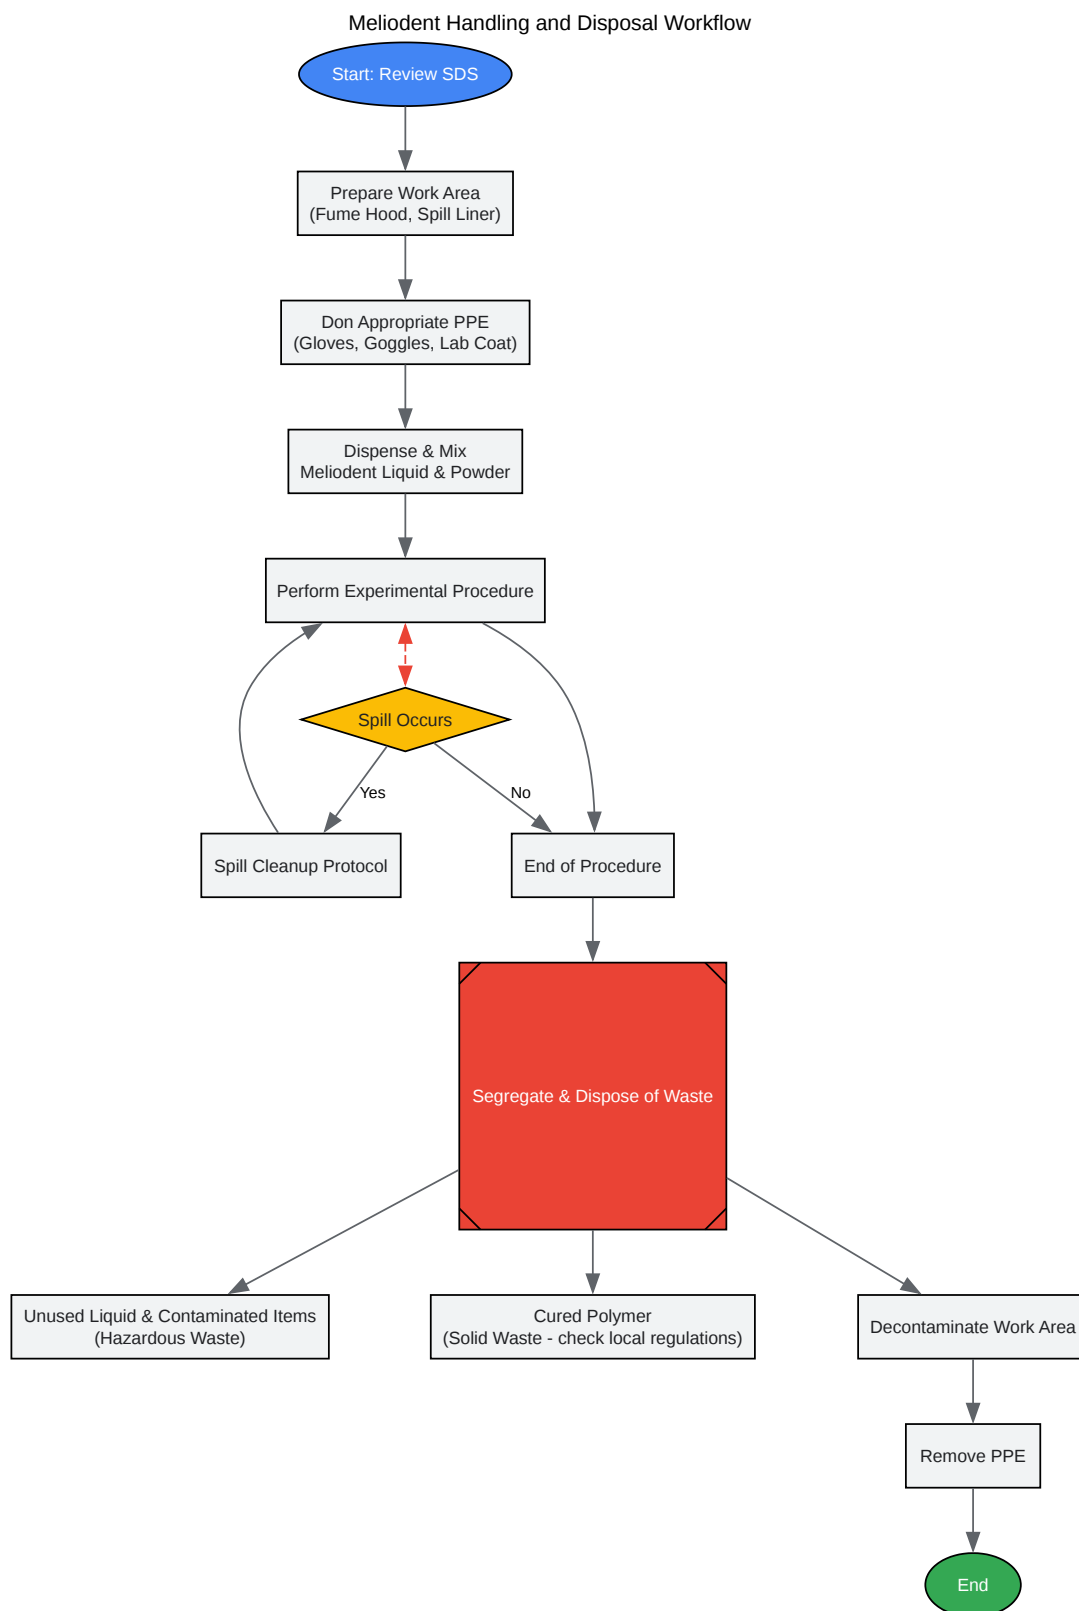 Meliodent Handling and Disposal Workflow
Start: Review SDS
Prepare Work Area
(Fume Hood, Spill Liner)
Don Appropriate PPE
(Gloves, Goggles, Lab Coat)
Dispense & Mix
Meliodent Liquid & Powder
Perform Experimental Procedure
Spill Occurs
Yes
No
Spill Cleanup Protocol
End of Procedure
Segregate & Dispose of Waste
Unused Liquid & Contaminated Items
(Hazardous Waste)
Cured Polymer
(Solid Waste - check local regulations)
Decontaminate Work Area
Remove PPE
End